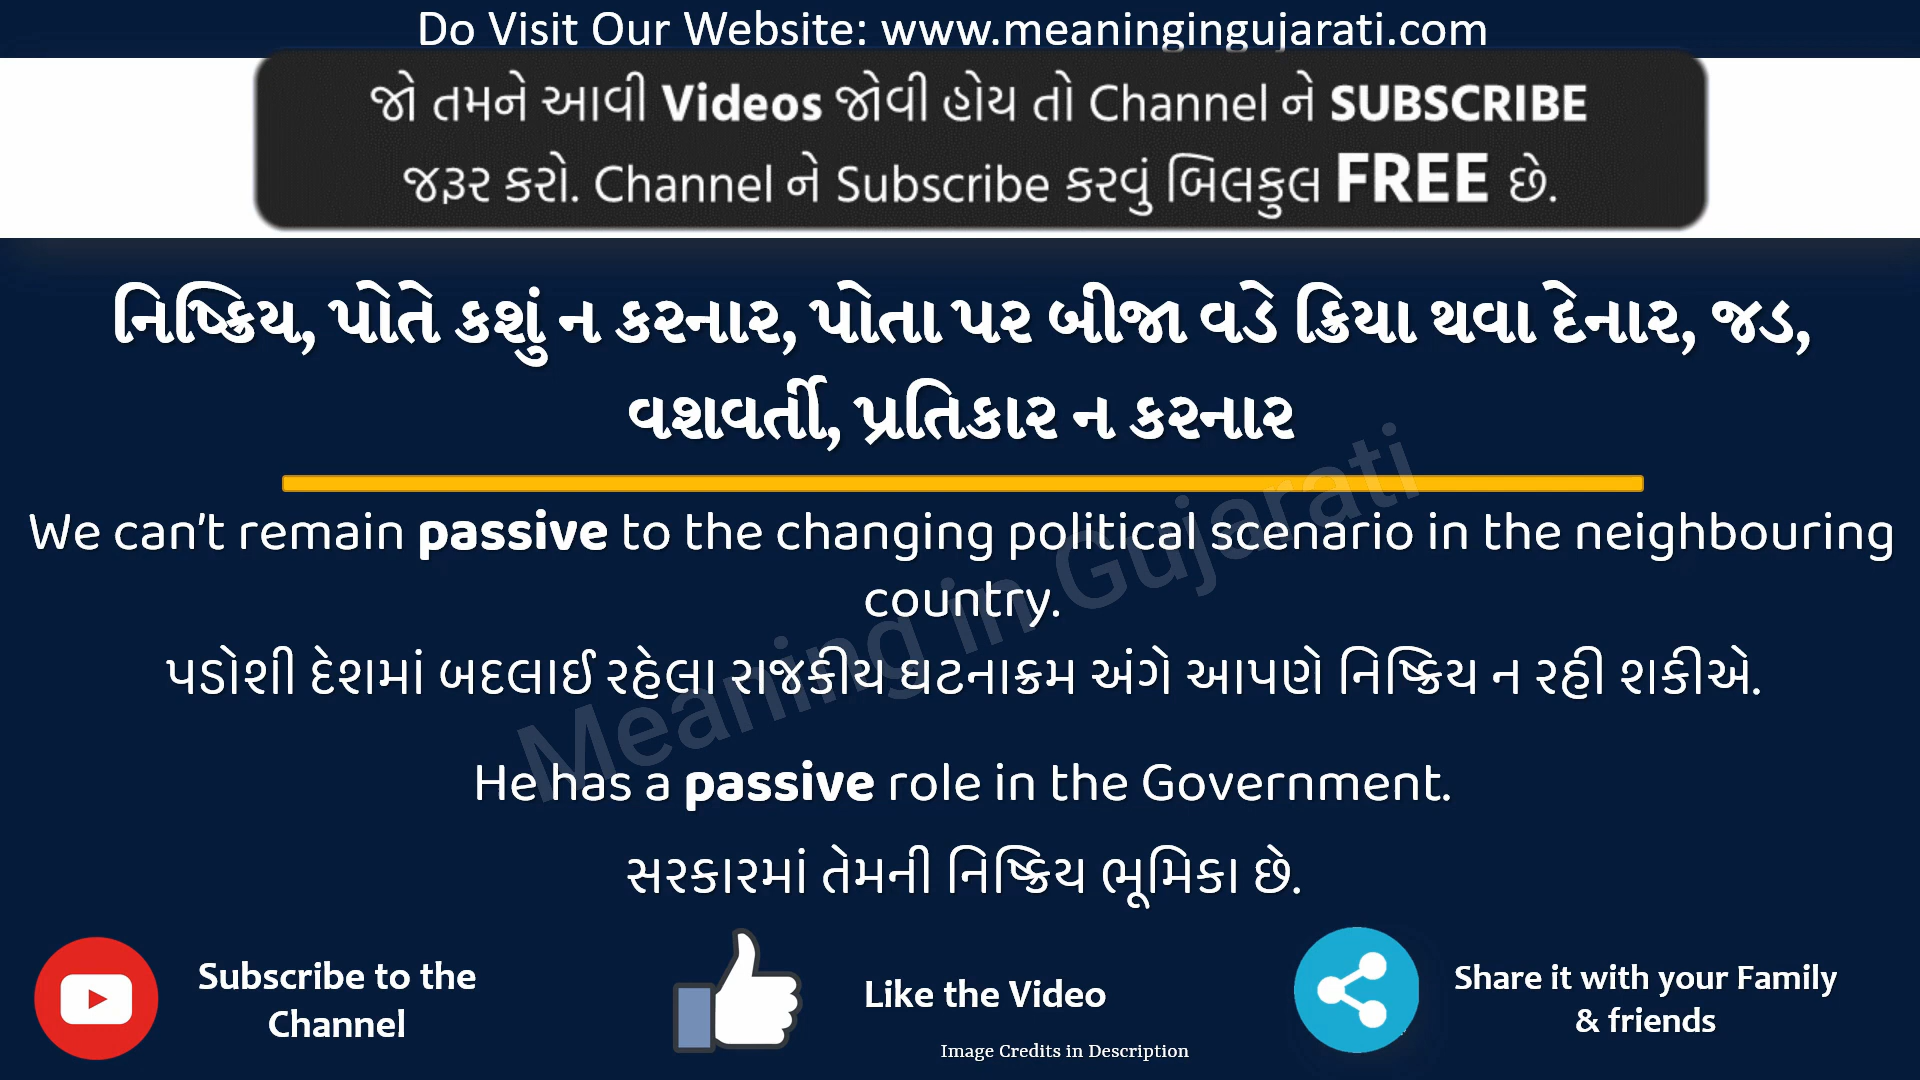 Do Visit Our Website: www.meaningingujarati.com
જો તમને આવી Videos જોવી હોય તો Channel ને SUBSCRIBE
જરૂર કરો. Channel ને Subscribe કરવું બિલકુલ FREE છે.
નિષ્ક્રિય, પોતે કશું ન કરનાર, પોતા પર બીજા વડે ક્રિયા થવા દેનાર, જડ,
વશવર્તી, પ્રતિકાર ન કરનાર
We can't remain passive to the changing political scenario in the neighbouring
country.
પડોશી દેશમાં બદલાઈ રહેલા રાજકીય ઘટનાક્રમ અંગે આપણે નિષ્ક્રિય ન રહી શકીએ.
Meaning in Gujarati
He has a passive role in the Government.
સરકારમાં તેમની નિષ્ક્રિય ભૂમિકા છે.
Subscribe to the
Channel
Like the Video
Share it with your Family
& friends
Image Credits in Description